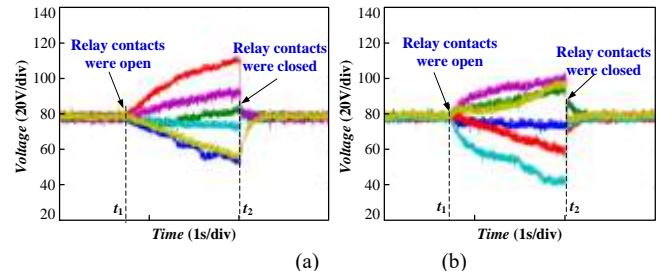 140
120
100
80
60
40
20
Voltage (20V/div)
Relay contacts
were open
Relay contacts
were closed
t1
t2
Time (1s/div)
(a)
140
120
100
80
60
40
20
Voltage (20V/div)
Relay contacts
were open
Relay contacts
were closed
t1
t2
Time (1s/div)
(b)